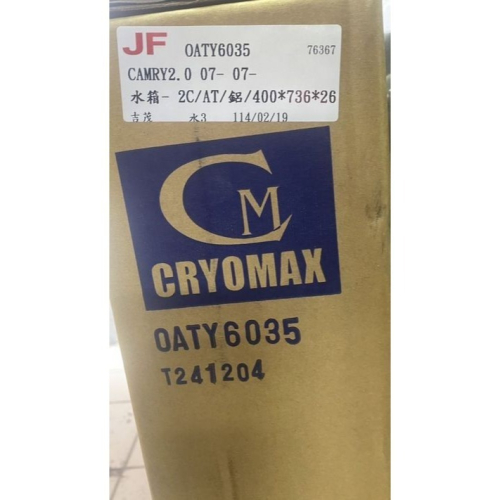 JF OATY6035 76367
CAMRY2.0 07- 07-
水箱- 2C/AT/鋁/400*736*26
吉茂 水3 114/02/19
CM
CRYOMAX
OATY6035
T241204